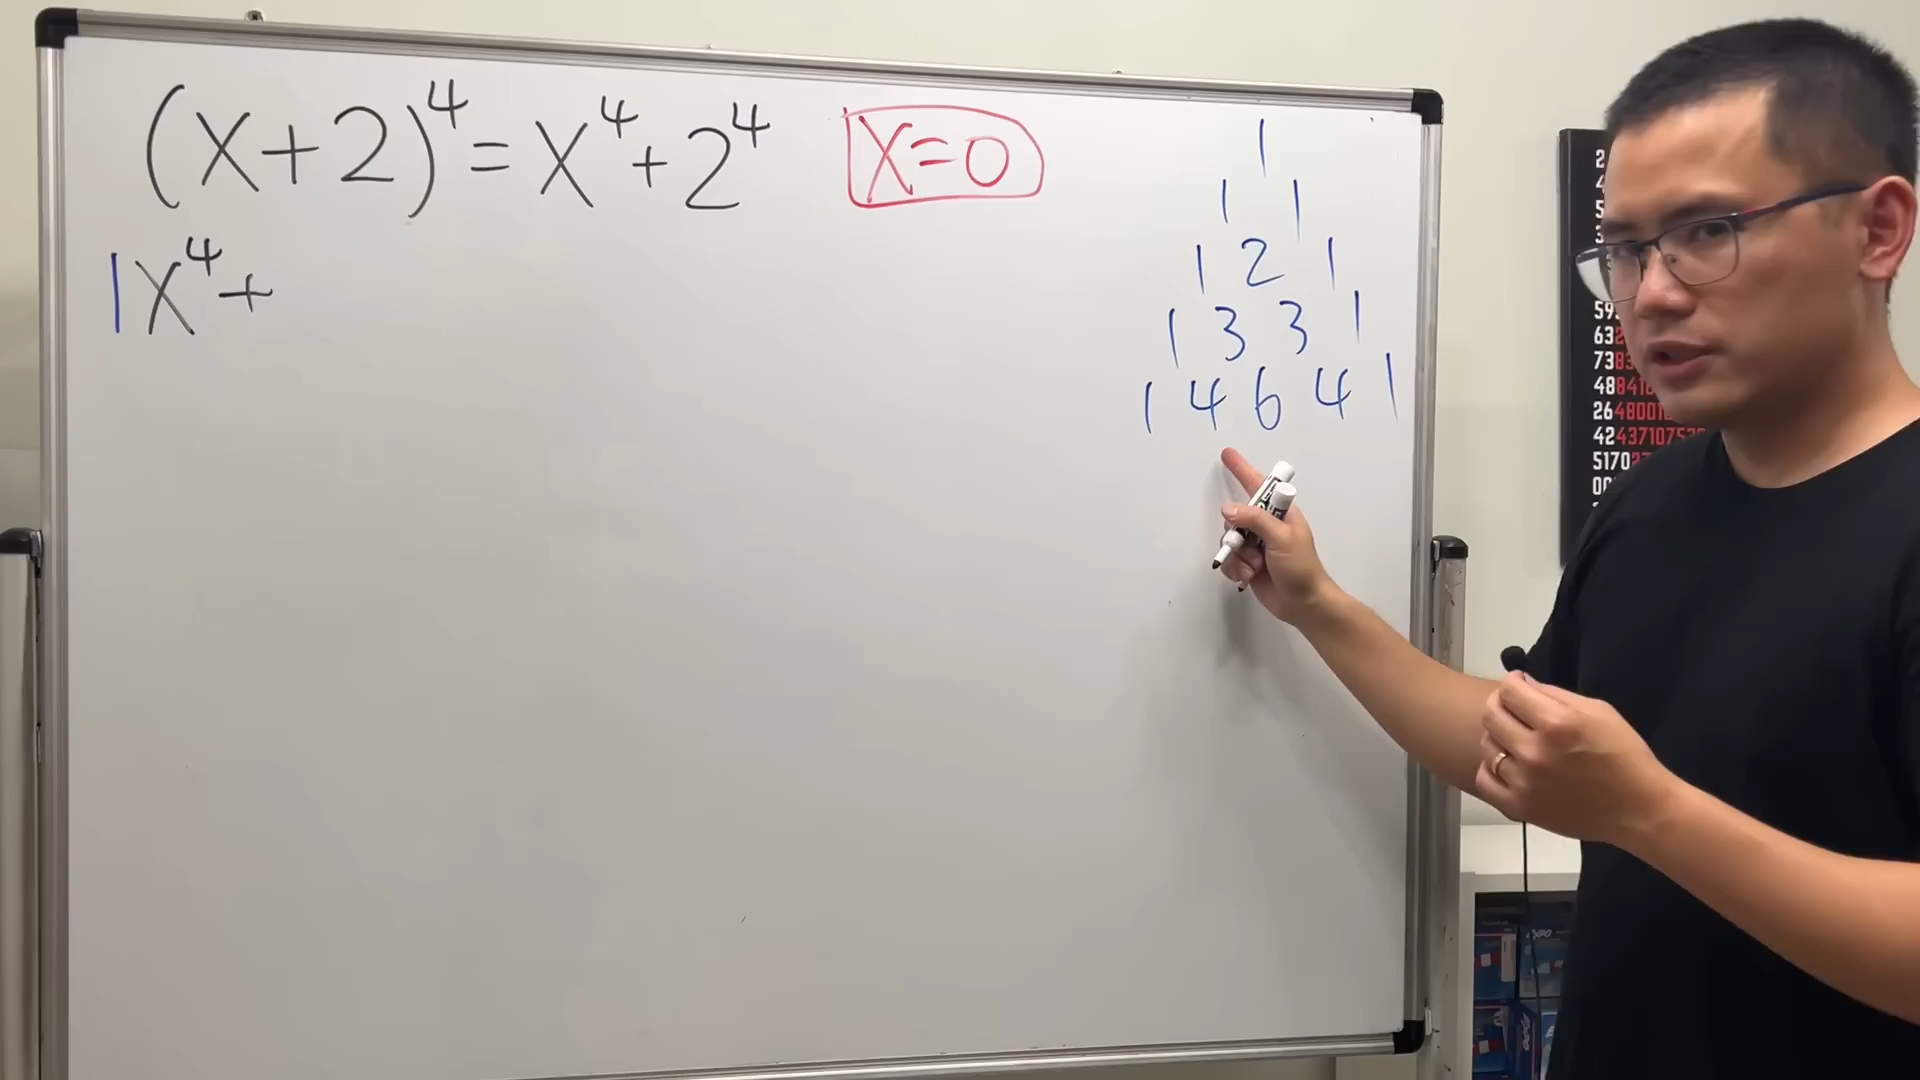 (x+2)⁴ = x⁴ + 2⁴ x=0
1x⁴ +
1
1 1
1 2 1
1 3 3 1
1 4 6 4 1